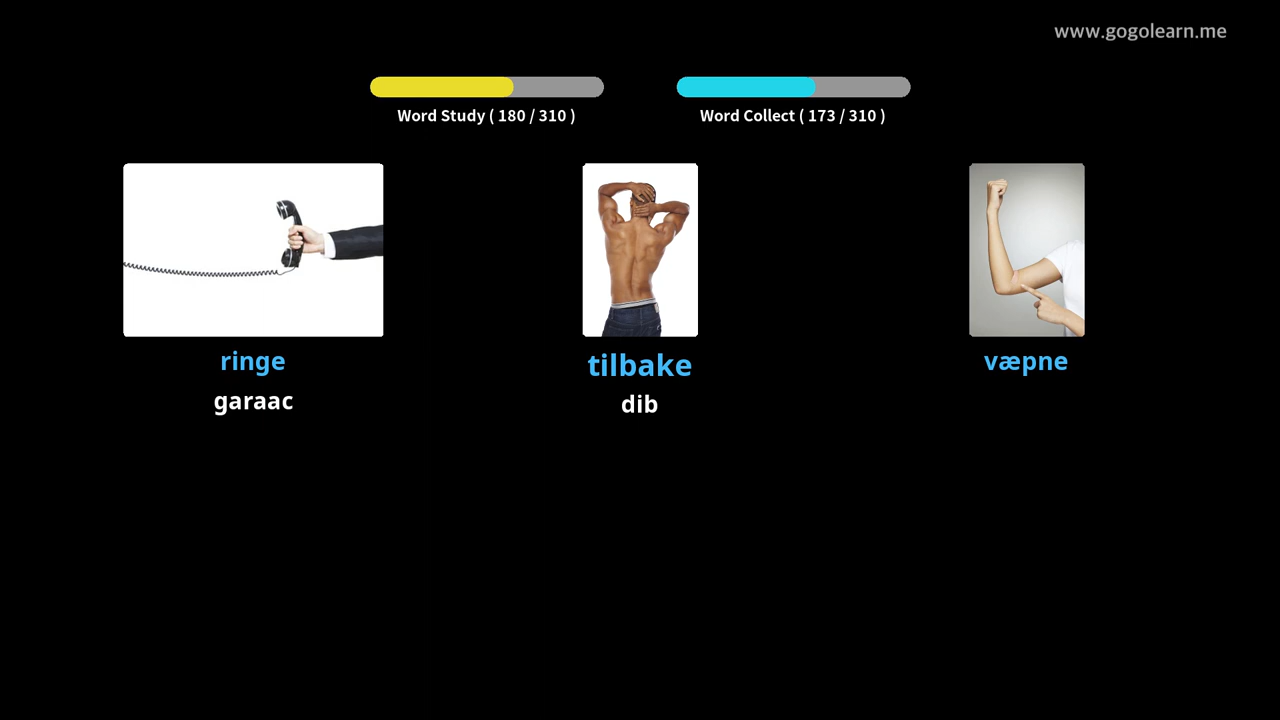 www.gogolearn.me
Word Study ( 180 / 310 )
Word Collect ( 173 / 310 )
ringe
tilbake
væpne
garaac
dib